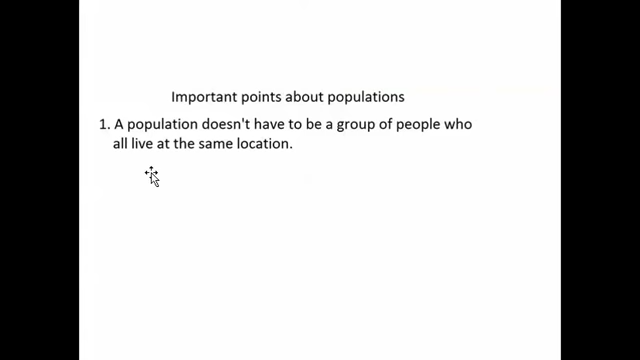 Important points about populations
1. A population doesn't have to be a group of people who
all live at the same location.